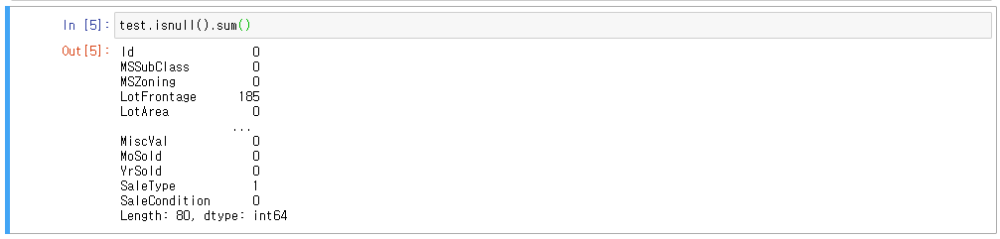 In [5]: test.isnull().sum()
Out[5]: Id 0
MSSubClass 0
MSZoning 0
LotFrontage 185
LotArea 0
...
MiscVal 0
MoSold 0
YrSold 0
SaleType 1
SaleCondition 0
Length: 80, dtype: int64